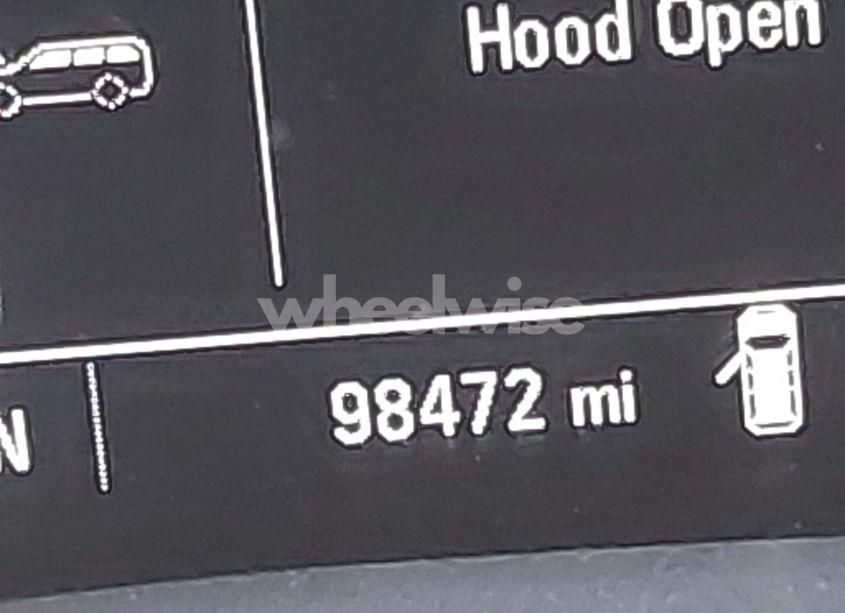 Hood Open
wheelwise
N
98472 mi